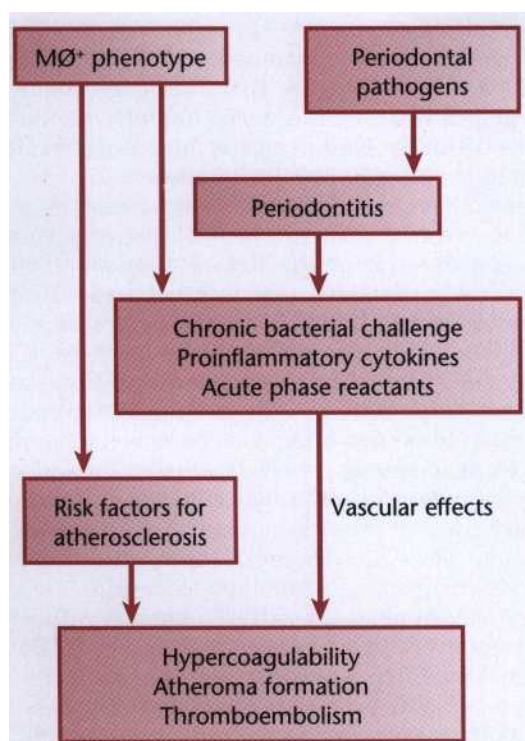 MØ⁺ phenotype
Periodontal
pathogens
Periodontitis
Chronic bacterial challenge
Proinflammatory cytokines
Acute phase reactants
Risk factors for
atherosclerosis
Vascular effects
Hypercoagulability
Atheroma formation
Thromboembolism